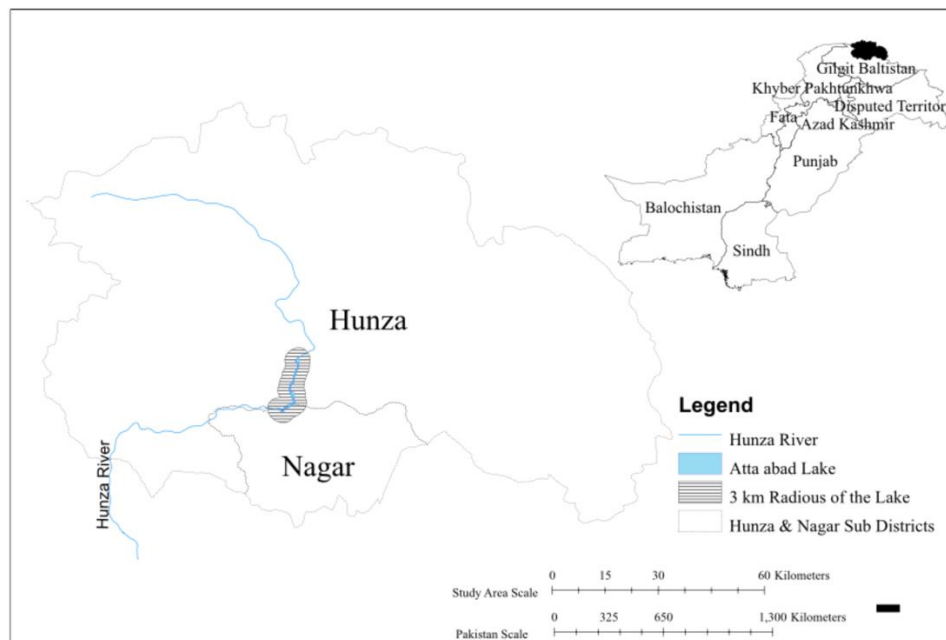 Gilgit Baltistan
Khyber Pakhtunkhwa
Disputed Territor
Fata
Azad Kashmir
Punjab
Balochistan
Sindh
Hunza
Nagar
Hunza River
Legend
Hunza River
Atta abad Lake
3 km Radious of the Lake
Hunza & Nagar Sub Districts
0 15 30 60 Kilometers
Study Area Scale
0 325 650 1,300 Kilometers
Pakistan Scale